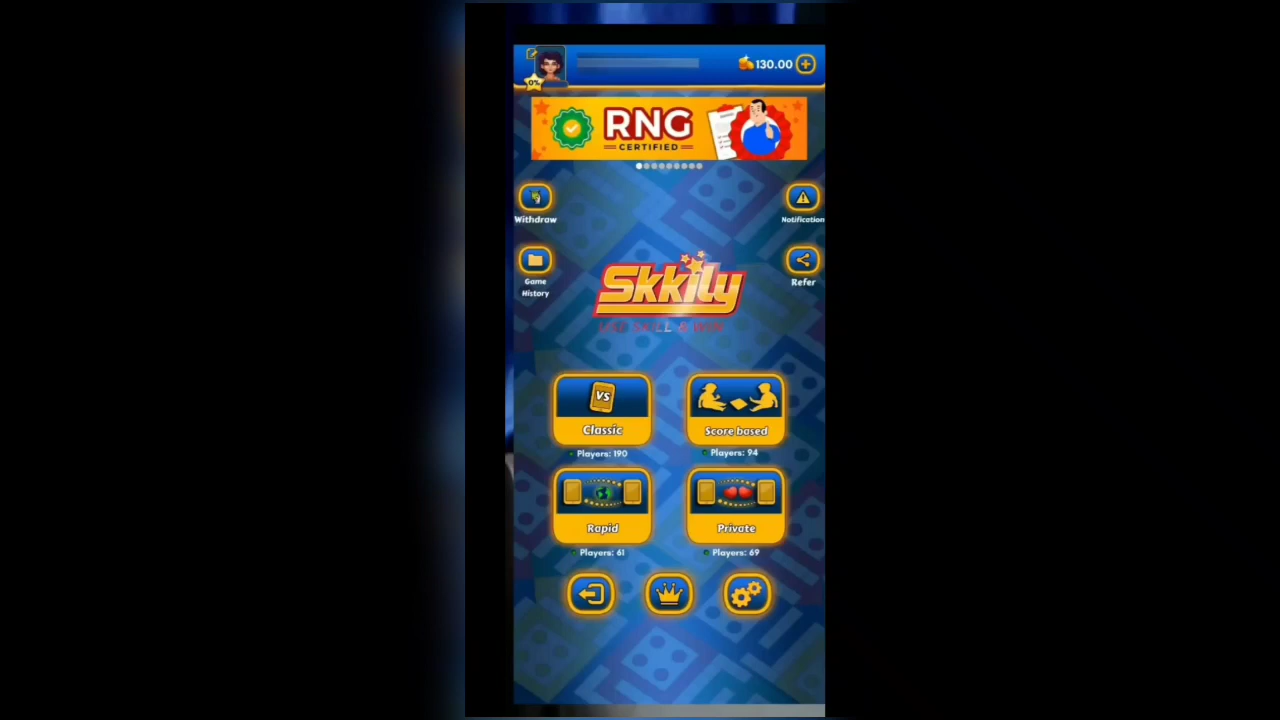 130.00
0%
RNG
CERTIFIED
Withdraw
Notification
Game
History
Refer
Skkily
VS
Classic
Score based
Players: 190
Players: 94
Rapid
Private
Players: 61
Players: 69